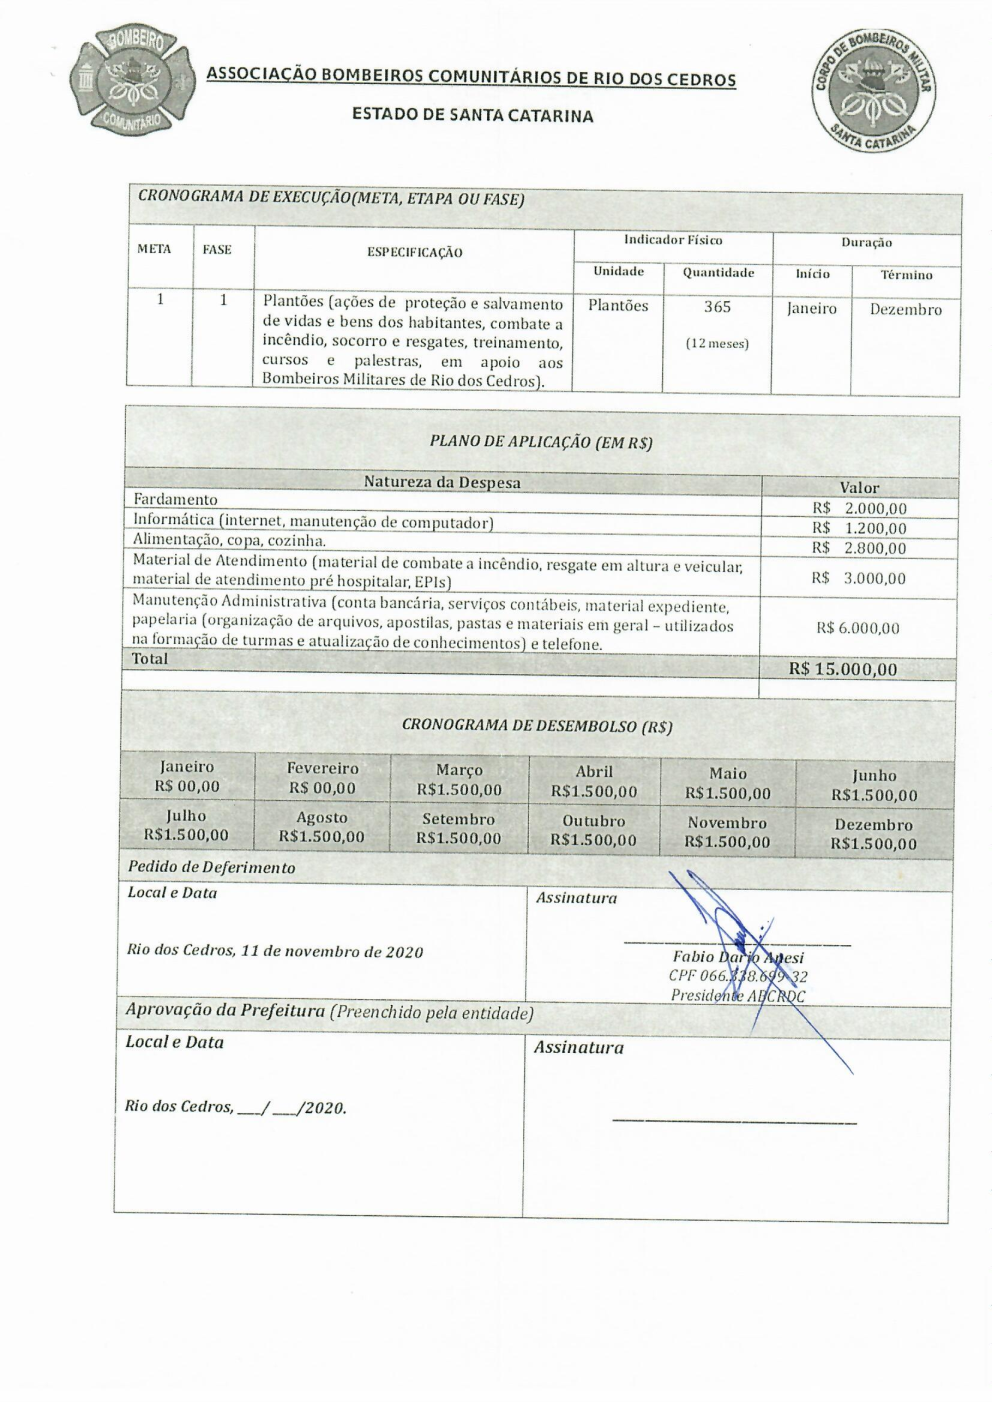 BOMBEIRO
COMUNITÁRIO
ASSOCIAÇÃO BOMBEIROS COMUNITÁRIOS DE RIO DOS CEDROS
ESTADO DE SANTA CATARINA
CORPO DE BOMBEIROS MILITAR
SANTA CATARINA
CRONOGRAMA DE EXECUÇÃO(META, ETAPA OU FASE)
META FASE ESPECIFICAÇÃO Indicador Físico Duração
Unidade Quantidade Início Término
1 1 Plantões (ações de proteção e salvamento Plantões 365 Janeiro Dezembro
de vidas e bens dos habitantes, combate a
incêndio, socorro e resgates, treinamento, (12 meses)
cursos e palestras, em apoio aos
Bombeiros Militares de Rio dos Cedros).
PLANO DE APLICAÇÃO (EM R$)
Natureza da Despesa Valor
Fardamento R$ 2.000,00
Informática (internet, manutenção de computador) R$ 1.200,00
Alimentação, copa, cozinha. R$ 2.800,00
Material de Atendimento (material de combate a incêndio, resgate em altura e veicular,
material de atendimento pré hospitalar, EPIs) R$ 3.000,00
Manutenção Administrativa (conta bancária, serviços contábeis, material expediente,
papelaria (organização de arquivos, apostilas, pastas e materiais em geral – utilizados R$ 6.000,00
na formação de turmas e atualização de conhecimentos) e telefone.
Total R$ 15.000,00
CRONOGRAMA DE DESEMBOLSO (R$)
Janeiro Fevereiro Março Abril Maio Junho
R$ 00,00 R$ 00,00 R$1.500,00 R$1.500,00 R$1.500,00 R$1.500,00
Julho Agosto Setembro Outubro Novembro Dezembro
R$1.500,00 R$1.500,00 R$1.500,00 R$1.500,00 R$1.500,00 R$1.500,00
Pedido de Deferimento
Local e Data Assinatura
Rio dos Cedros, 11 de novembro de 2020
Fabio Dario Anesi
CPF 066.338.699-32
Presidente ABCRDC
Aprovação da Prefeitura (Preenchido pela entidade)
Local e Data Assinatura
Rio dos Cedros, ___/ ___/2020.